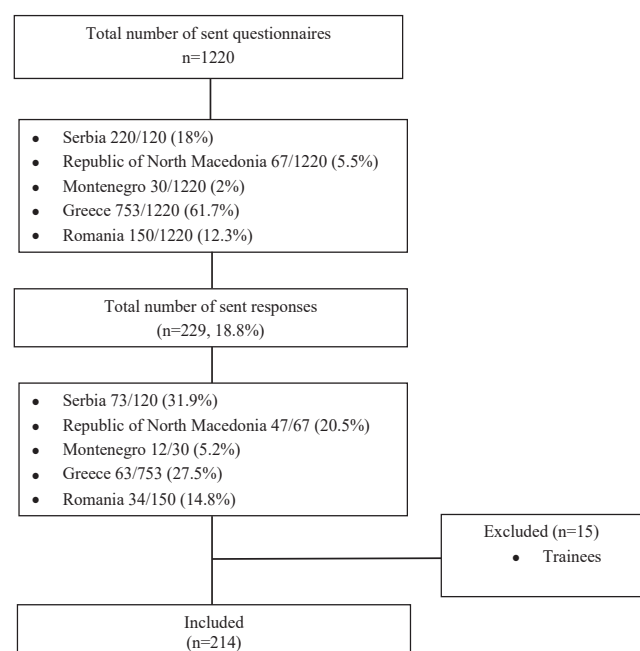 Total number of sent questionnaires
n=1220
• Serbia 220/120 (18%)
• Republic of North Macedonia 67/1220 (5.5%)
• Montenegro 30/1220 (2%)
• Greece 753/1220 (61.7%)
• Romania 150/1220 (12.3%)
Total number of sent responses
(n=229, 18.8%)
• Serbia 73/120 (31.9%)
• Republic of North Macedonia 47/67 (20.5%)
• Montenegro 12/30 (5.2%)
• Greece 63/753 (27.5%)
• Romania 34/150 (14.8%)
Excluded (n=15)
• Trainees
Included
(n=214)